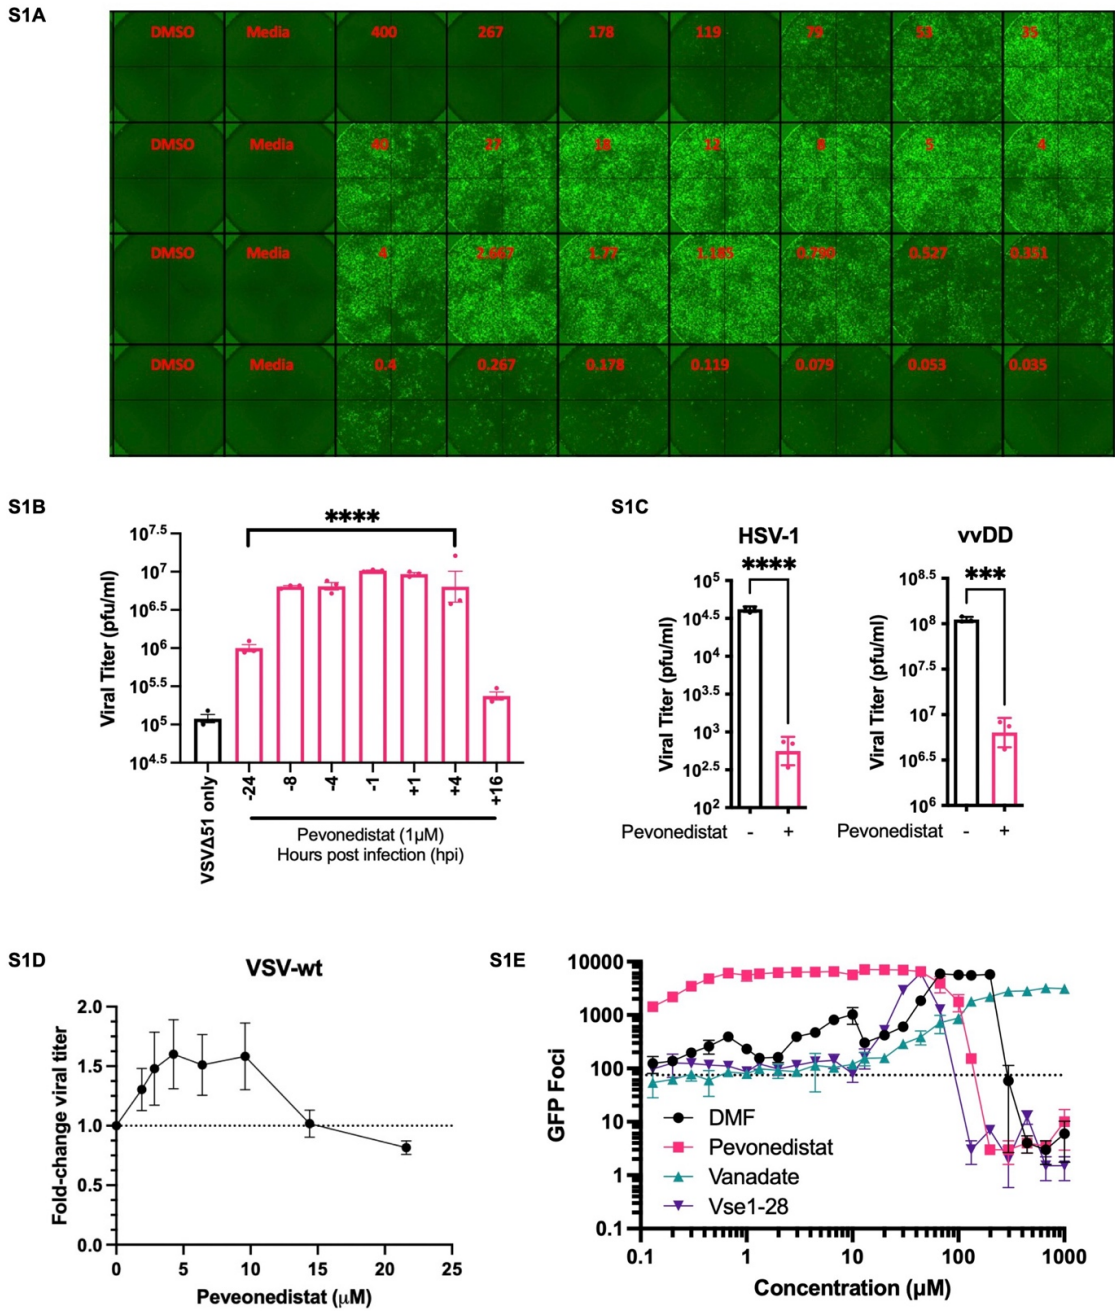 S1A
DMSO Media 400 267 178 119 79 53 35
DMSO Media 40 27 18 12 8 5 4
DMSO Media 4 2.667 1.77 1.185 0.790 0.527 0.351
DMSO Media 0.4 0.267 0.178 0.119 0.079 0.053 0.035
S1B
****
Viral Titer (pfu/ml)
10^7.5
10^7
10^6.5
10^6
10^5.5
10^5
10^4.5
VSVΔ51 only
-24 -8 -4 -1 +1 +4 +16
Pevonedistat (1µM)
Hours post infection (hpi)
S1C
HSV-1
****
Viral Titer (pfu/ml)
10^5
10^4.5
10^4
10^3.5
10^3
10^2.5
10^2
Pevonedistat - +
vvDD
***
Viral Titer (pfu/ml)
10^8.5
10^8
10^7.5
10^7
10^6.5
10^6
Pevonedistat - +
S1D
VSV-wt
Fold-change viral titer
2.0
1.5
1.0
0.5
0.0
0 5 10 15 20 25
Peveonedistat (µM)
S1E
GFP Foci
10000
1000
100
10
1
0.1
DMF
Pevonedistat
Vanadate
Vse1-28
0.1 1 10 100 1000
Concentration (µM)